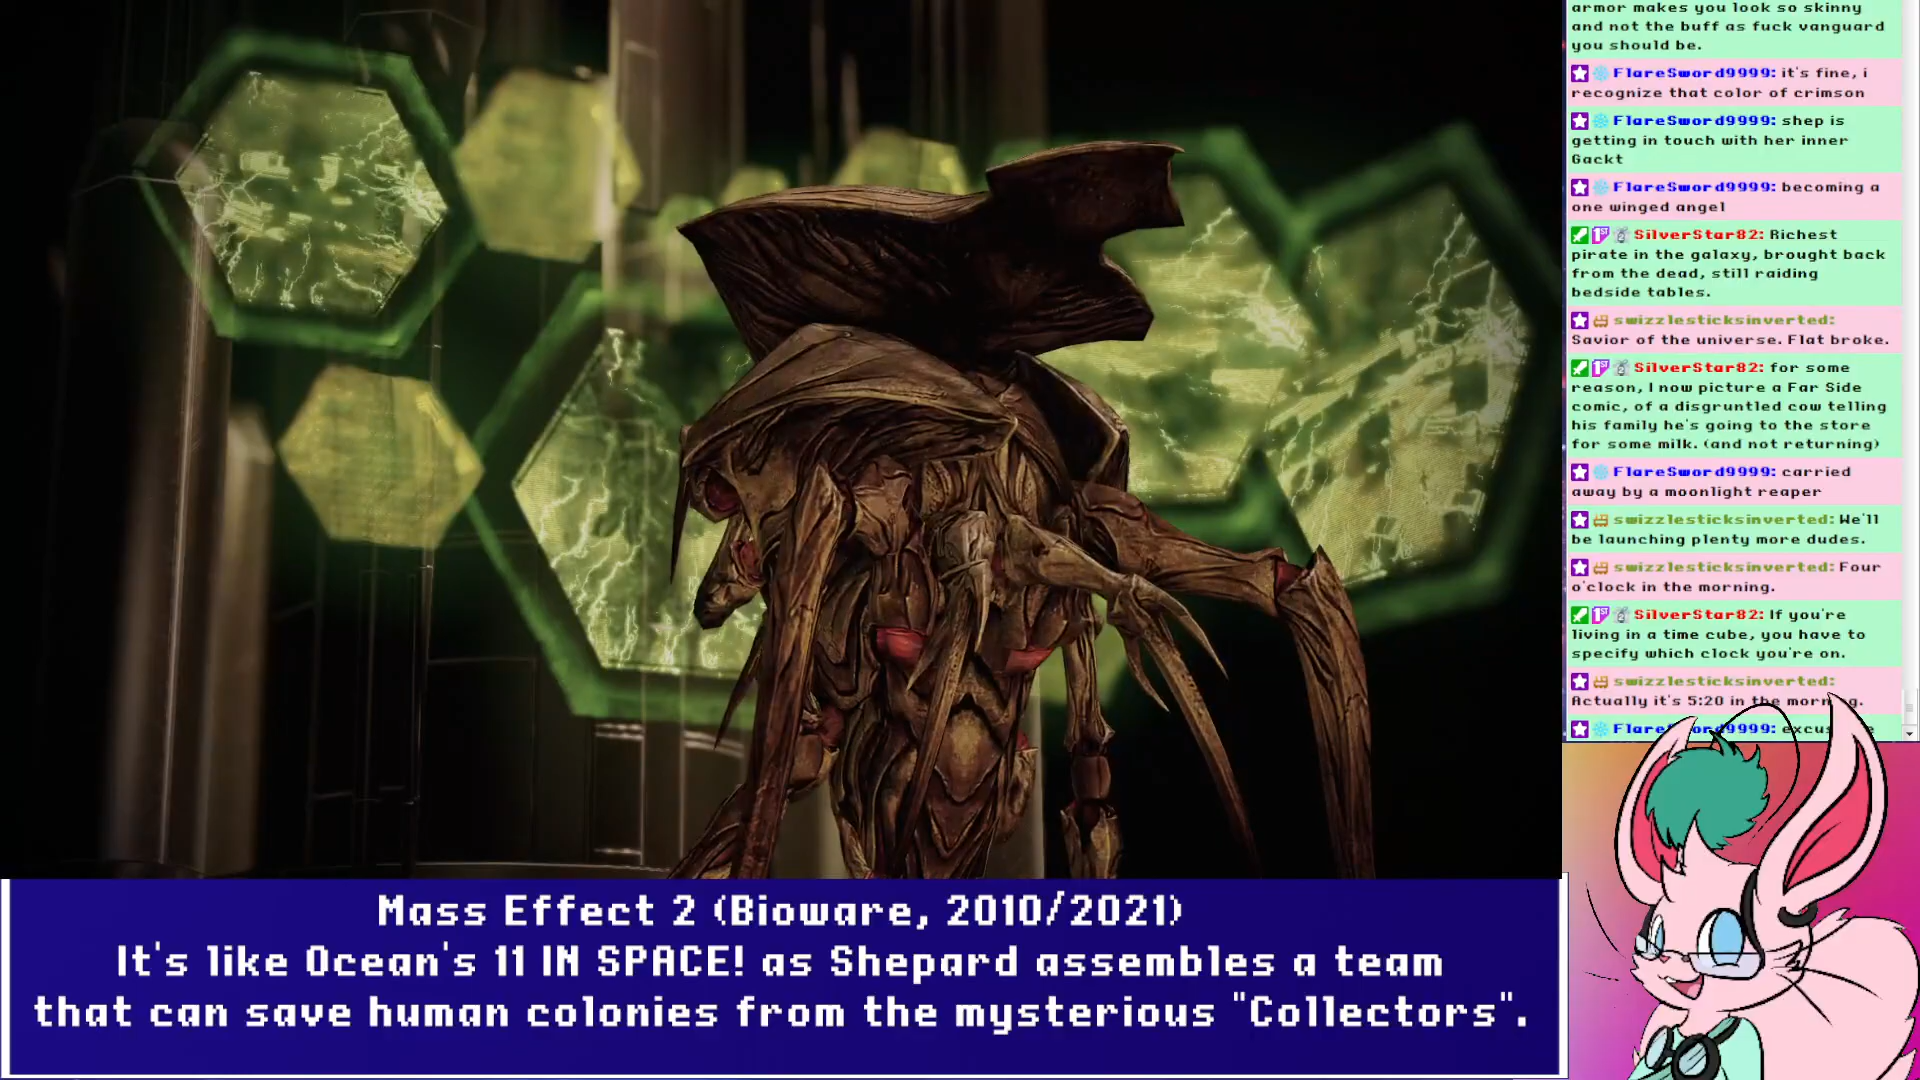 armor makes you look so skinny
and not the buff as fuck vanguard
you should be.
FlareSword9999: it's fine, i
recognize that color of crimson
FlareSword9999: shep is
getting in touch with her inner
Gackt
FlareSword9999: becoming a
one winged angel
SilverStar82: Richest
pirate in the galaxy, brought back
from the dead, still raiding
bedside tables.
swizzlesticksinverted:
Savior of the universe. Flat broke.
SilverStar82: for some
reason, I now picture a Far Side
comic, of a disgruntled cow telling
his family he's going to the store
for some milk. (and not returning)
FlareSword9999: carried
away by a moonlight reaper
swizzlesticksinverted: We'll
be launching plenty more dudes.
swizzlesticksinverted: Four
o'clock in the morning.
SilverStar82: If you're
living in a time cube, you have to
specify which clock you're on.
swizzlesticksinverted:
Actually it's 5:20 in the
Mass Effect 2 (Bioware, 2010/2021)
It's like Ocean's 11 IN SPACE! as Shepard assembles a team
that can save human colonies from the mysterious "Collectors".